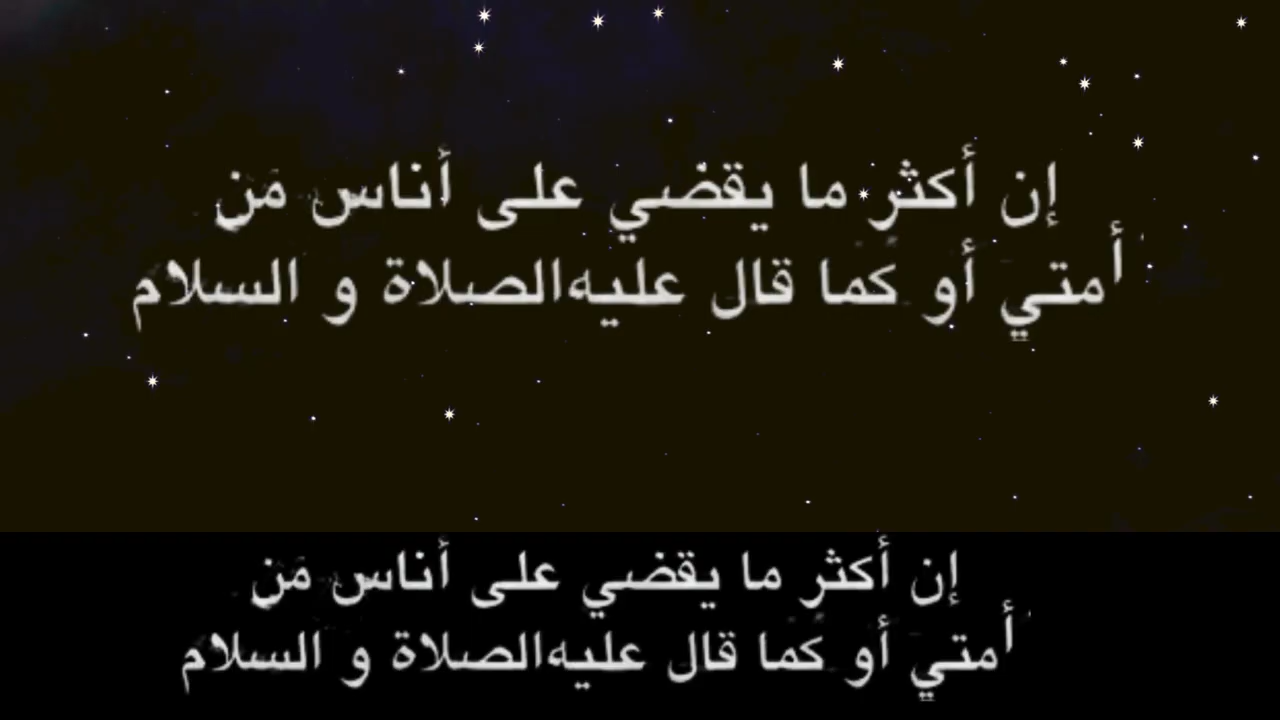 إن أكثر ما يقضي على أناس من
أمتي أو كما قال عليه الصلاة و السلام
إن أكثر ما يقضي على أناس من
أمتي أو كما قال عليه الصلاة و السلام